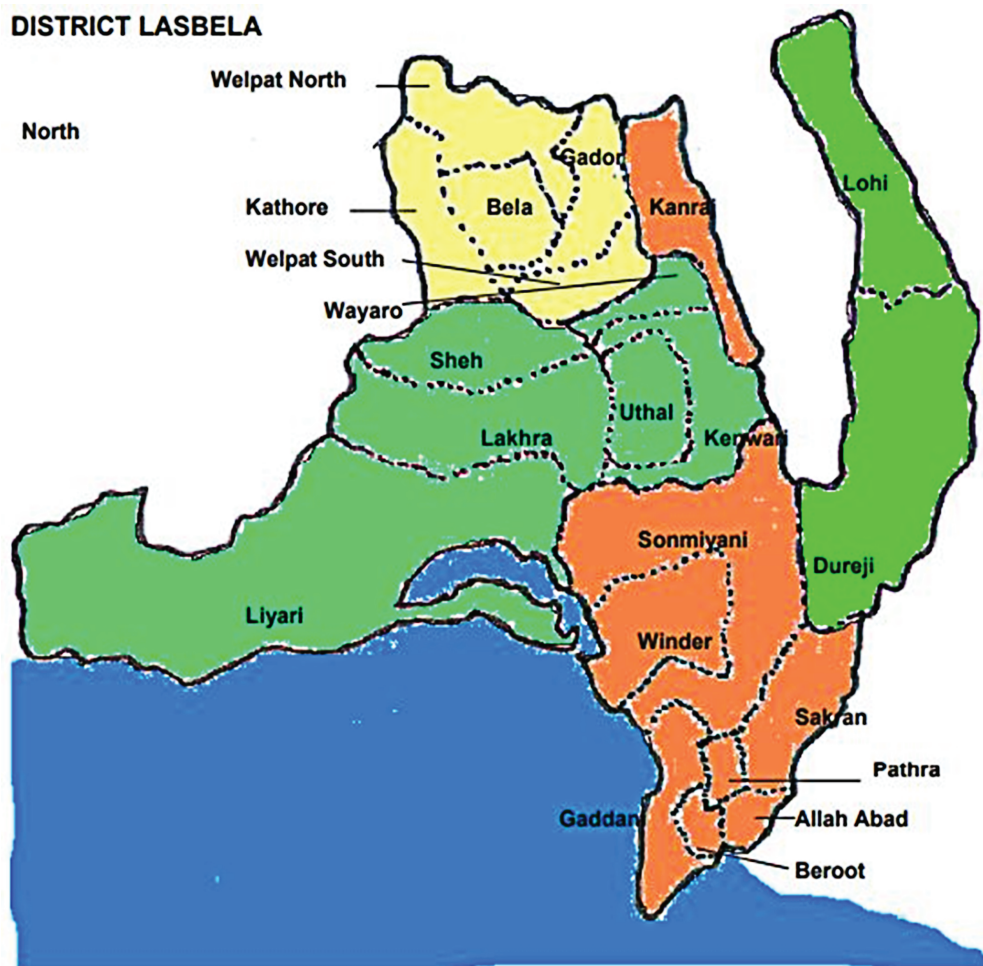 DISTRICT LASBELA
Welpat North
North
Gador
Lohi
Kathore
Bela
Kanraj
Welpat South
Wayaro
Sheh
Uthal
Lakhra
Kenwari
Sonmiyani
Dureji
Liyari
Winder
Sakran
Pathra
Gaddani
Allah Abad
Beroot